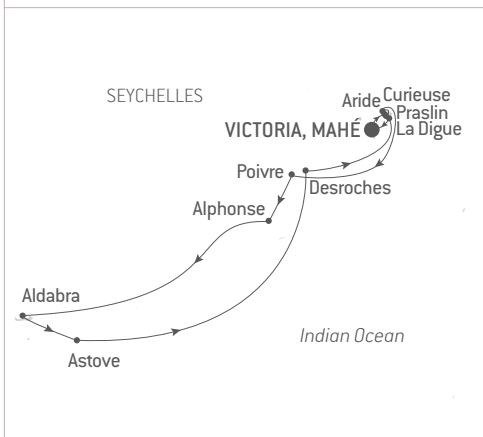 SEYCHELLES
Aride
Curieuse
Praslin
La Digue
VICTORIA, MAHÉ
Poivre
Desroches
Alphonse
Aldabra
Astove
Indian Ocean